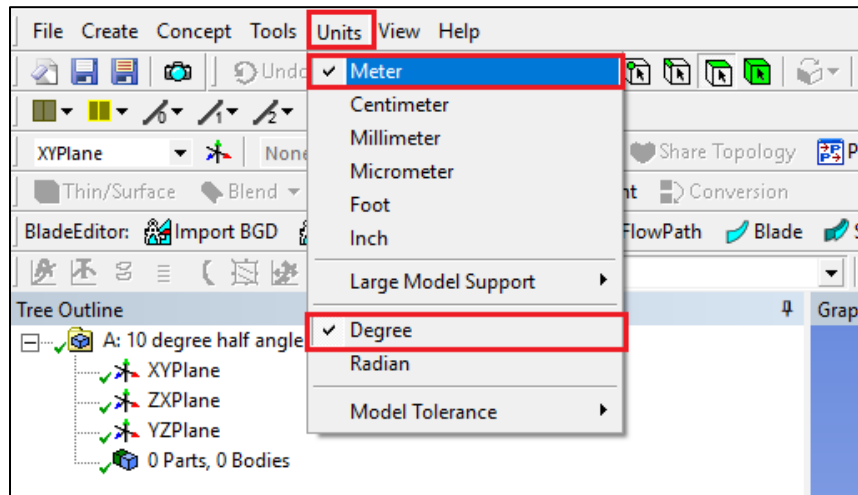 File Create Concept Tools Units View Help
Undo Meter
Centimeter
Millimeter
XYPlane None Share Topology P
Micrometer
Thin/Surface Blend Foot nt Conversion
BladeEditor: Import BGD Inch FlowPath Blade S
Large Model Support
Tree Outline Grap
Degree
A: 10 degree half angle
Radian
XYPlane
ZXPlane
Model Tolerance
YZPlane
0 Parts, 0 Bodies